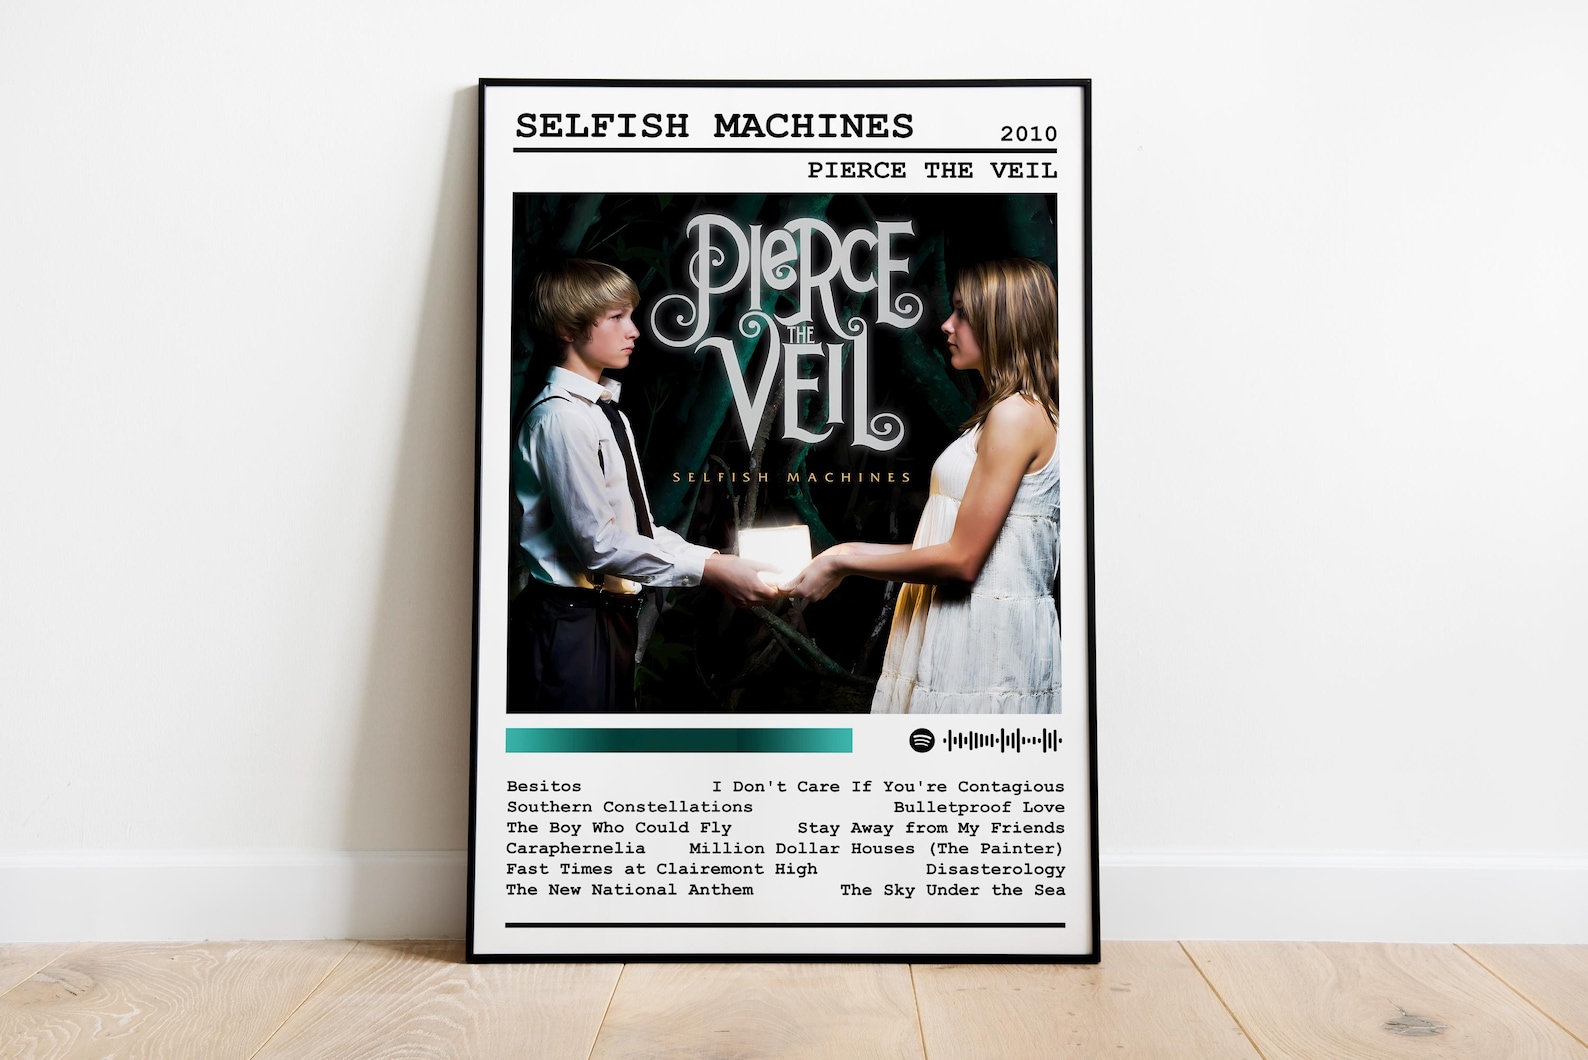 SELFISH MACHINES 2010
PIERCE THE VEIL
PIERCE
THE
VEIL
SELFISH MACHINES
Besitos I Don't Care If You're Contagious
Southern Constellations Bulletproof Love
The Boy Who Could Fly Stay Away from My Friends
Caraphernelia Million Dollar Houses (The Painter)
Fast Times at Clairemont High Disasterology
The New National Anthem The Sky Under the Sea